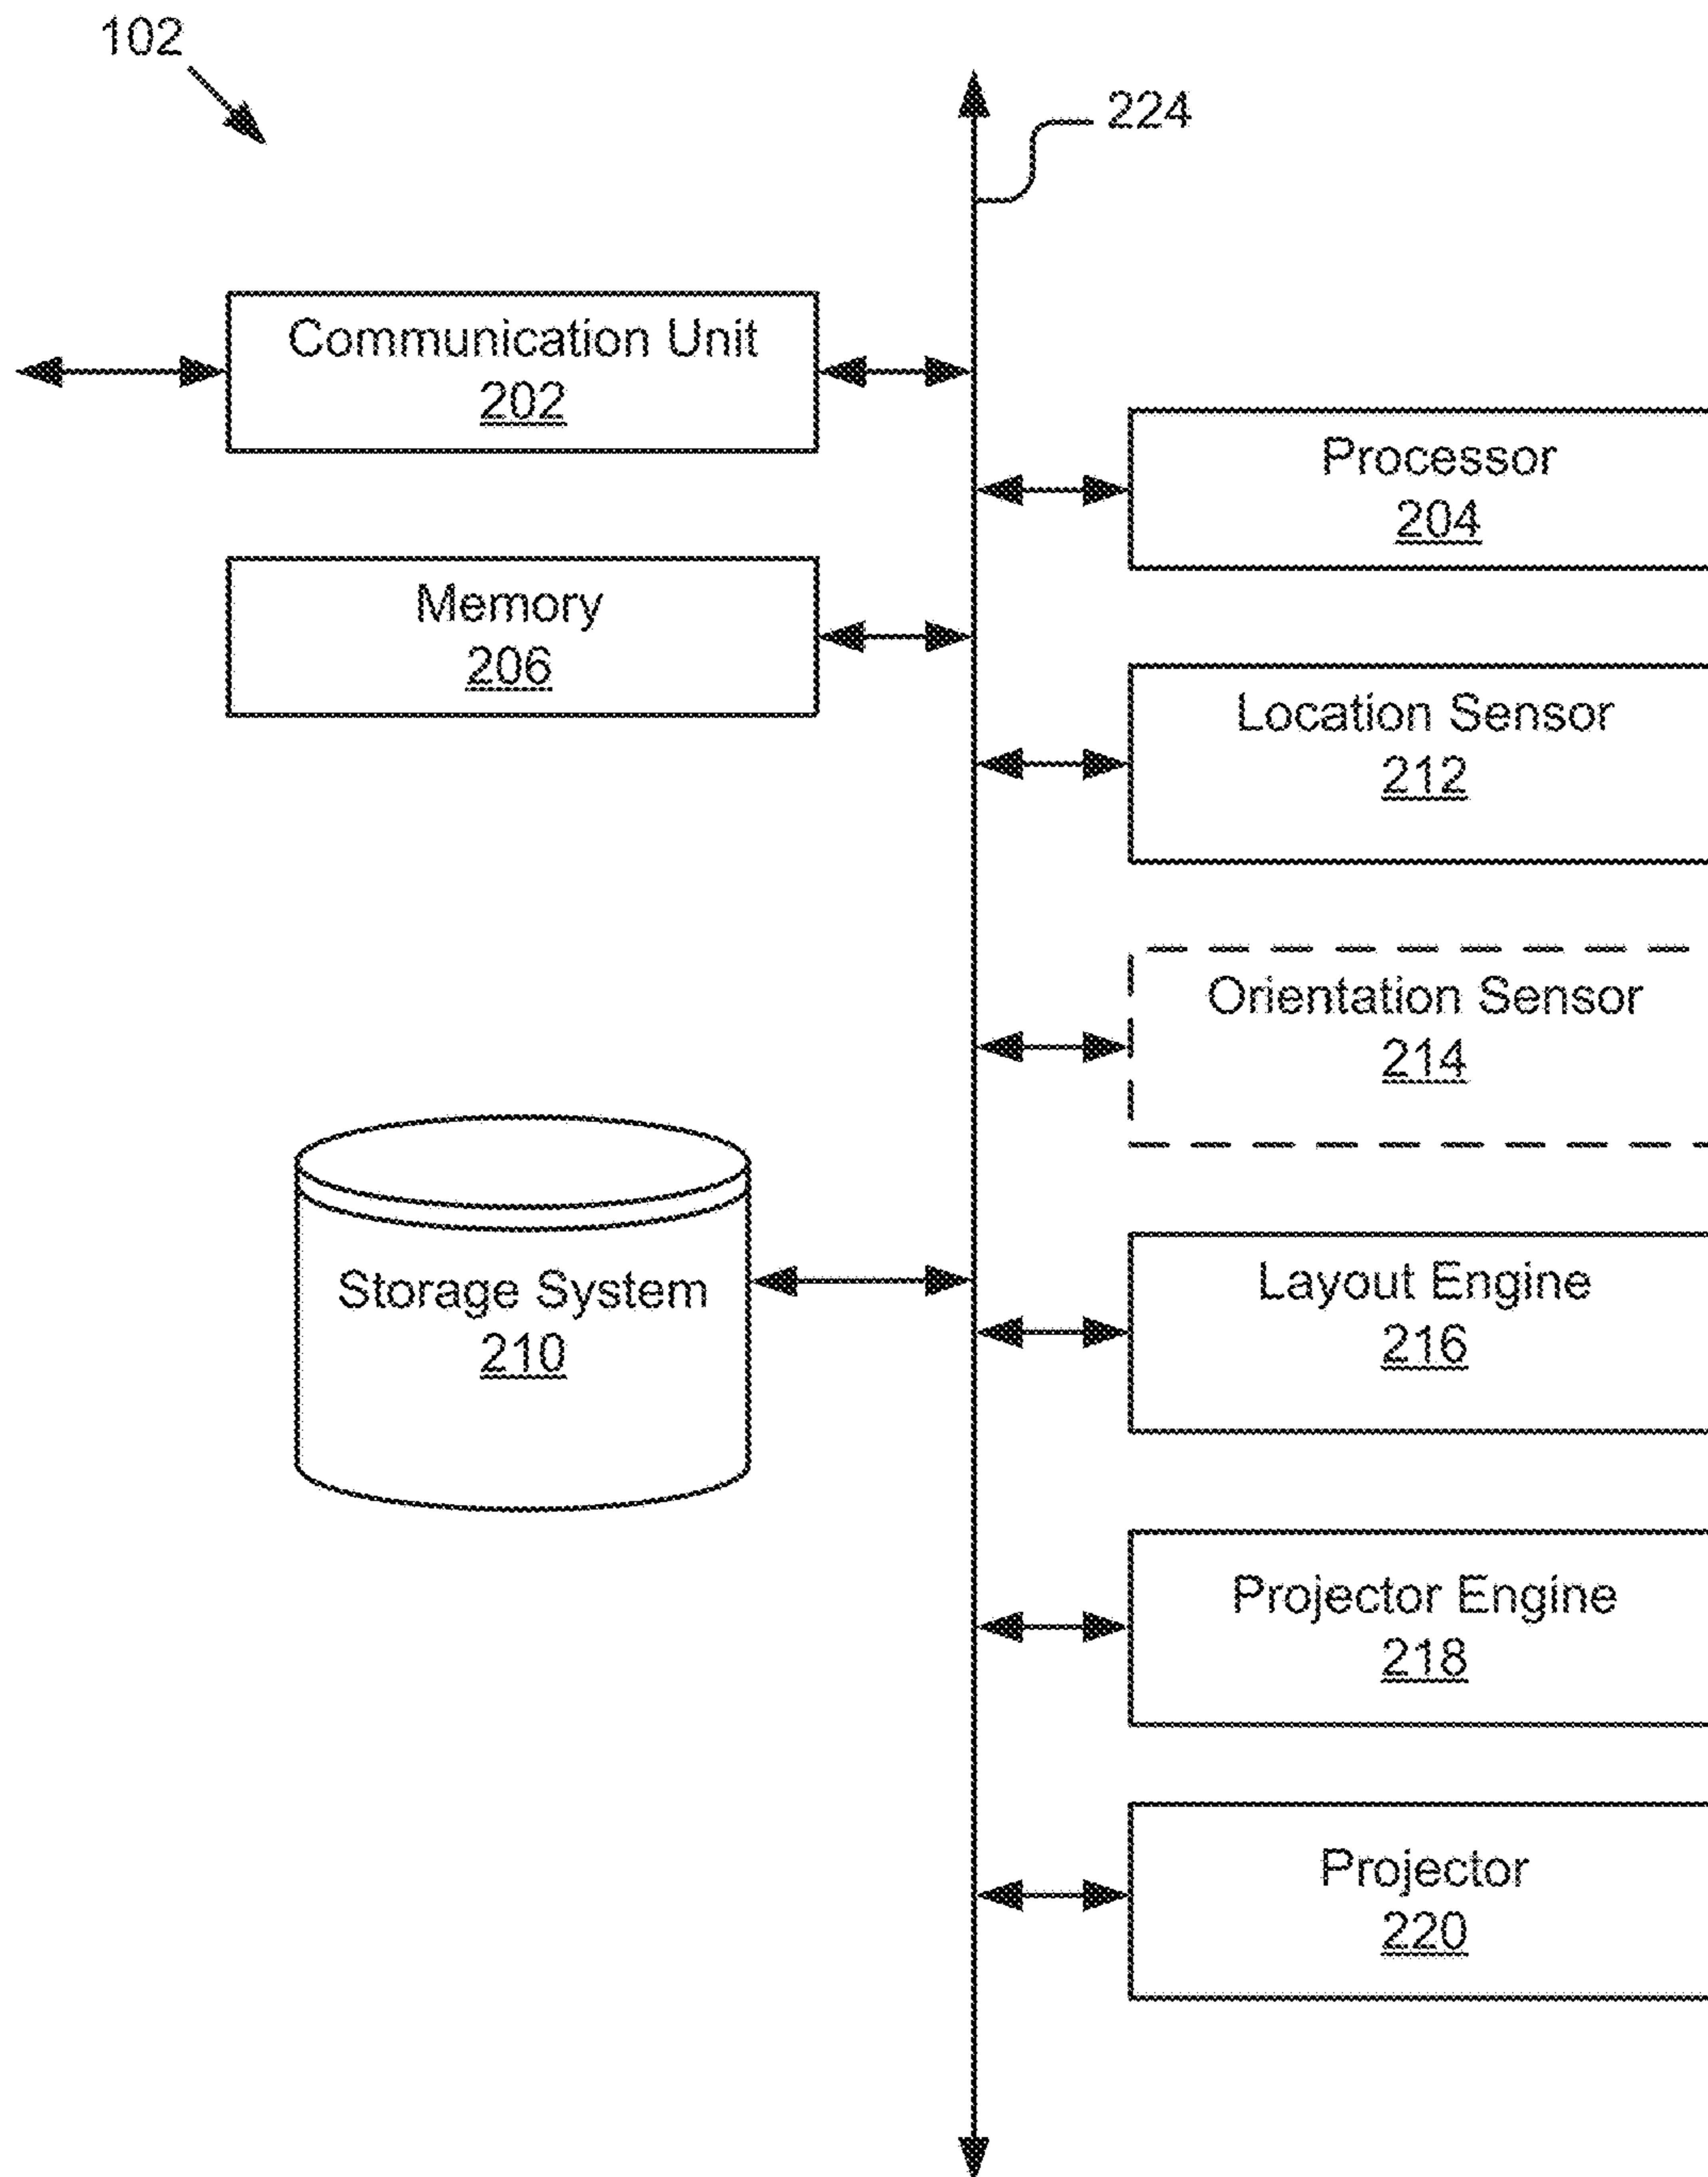 102
224
Communication Unit
202
Processor
204
Memory
206
Location Sensor
212
Orientation Sensor
214
Storage System
210
Layout Engine
216
Projector Engine
218
Projector
220